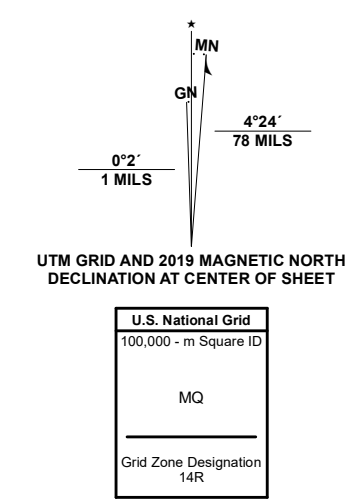 MN
GN
4°24´
78 MILS
0°2´
1 MILS
UTM GRID AND 2019 MAGNETIC NORTH
DECLINATION AT CENTER OF SHEET
U.S. National Grid
100,000 - m Square ID
MQ
Grid Zone Designation
14R